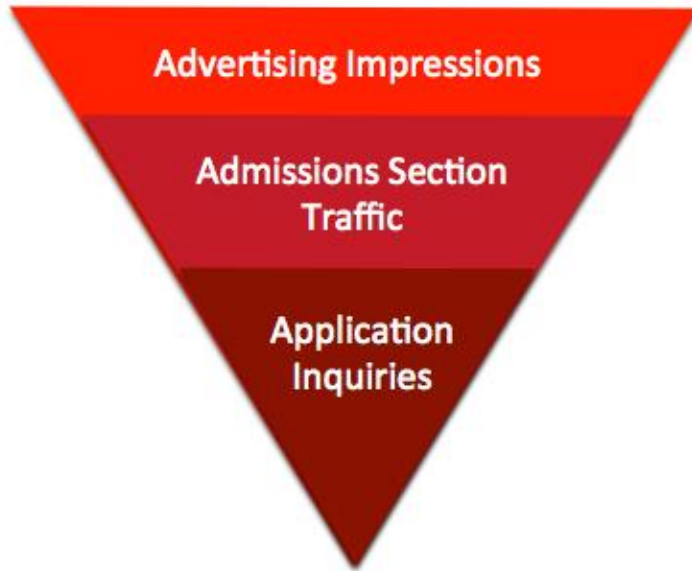 Advertising Impressions
Admissions Section
Traffic
Application
Inquiries